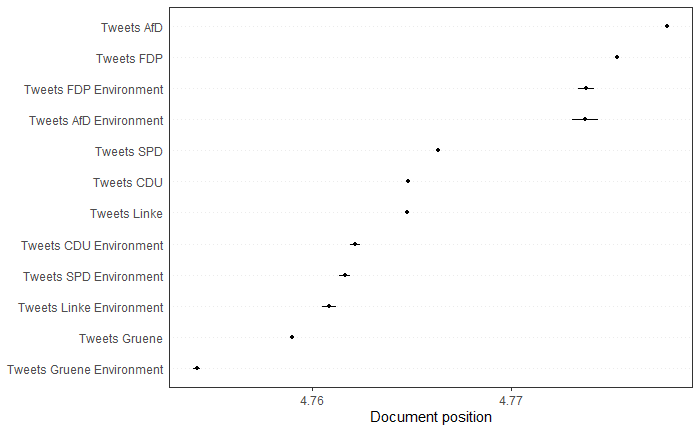 Tweets AfD
Tweets FDP
Tweets FDP Environment
Tweets AfD Environment
Tweets SPD
Tweets CDU
Tweets Linke
Tweets CDU Environment
Tweets SPD Environment
Tweets Linke Environment
Tweets Gruene
Tweets Gruene Environment
4.76 4.77
Document position